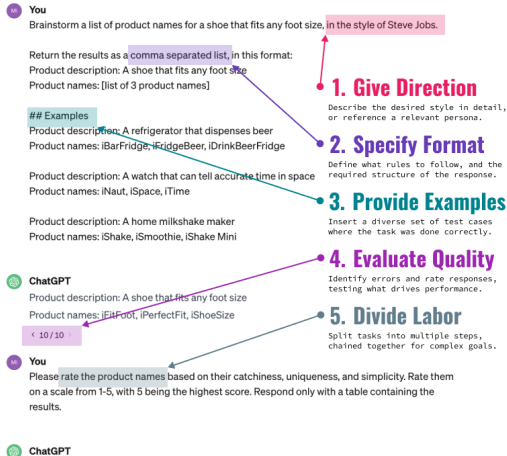 MI
You
Brainstorm a list of product names for a shoe that fits any foot size, in the style of Steve Jobs.
Return the results as a comma separated list, in this format:
Product description: A shoe that fits any foot size
Product names: [list of 3 product names]
## Examples
Product description: A refrigerator that dispenses beer
Product names: iBarFridge, iFridgeBeer, iDrinkBeerFridge
Product description: A watch that can tell accurate time in space
Product names: iNaut, iSpace, iTime
Product description: A home milkshake maker
Product names: iShake, iSmoothie, iShake Mini
ChatGPT
Product description: A shoe that fits any foot size
Product names: iFitFoot, iPerfectFit, iShoeSize
< 10 / 10 >
MI
You
Please rate the product names based on their catchiness, uniqueness, and simplicity. Rate them
on a scale from 1-5, with 5 being the highest score. Respond only with a table containing the
results.
ChatGPT
1. Give Direction
Describe the desired style in detail,
or reference a relevant persona.
2. Specify Format
Define what rules to follow, and the
required structure of the response.
3. Provide Examples
Insert a diverse set of test cases
where the task was done correctly.
4. Evaluate Quality
Identify errors and rate responses,
testing what drives performance.
5. Divide Labor
Split tasks into multiple steps,
chained together for complex goals.